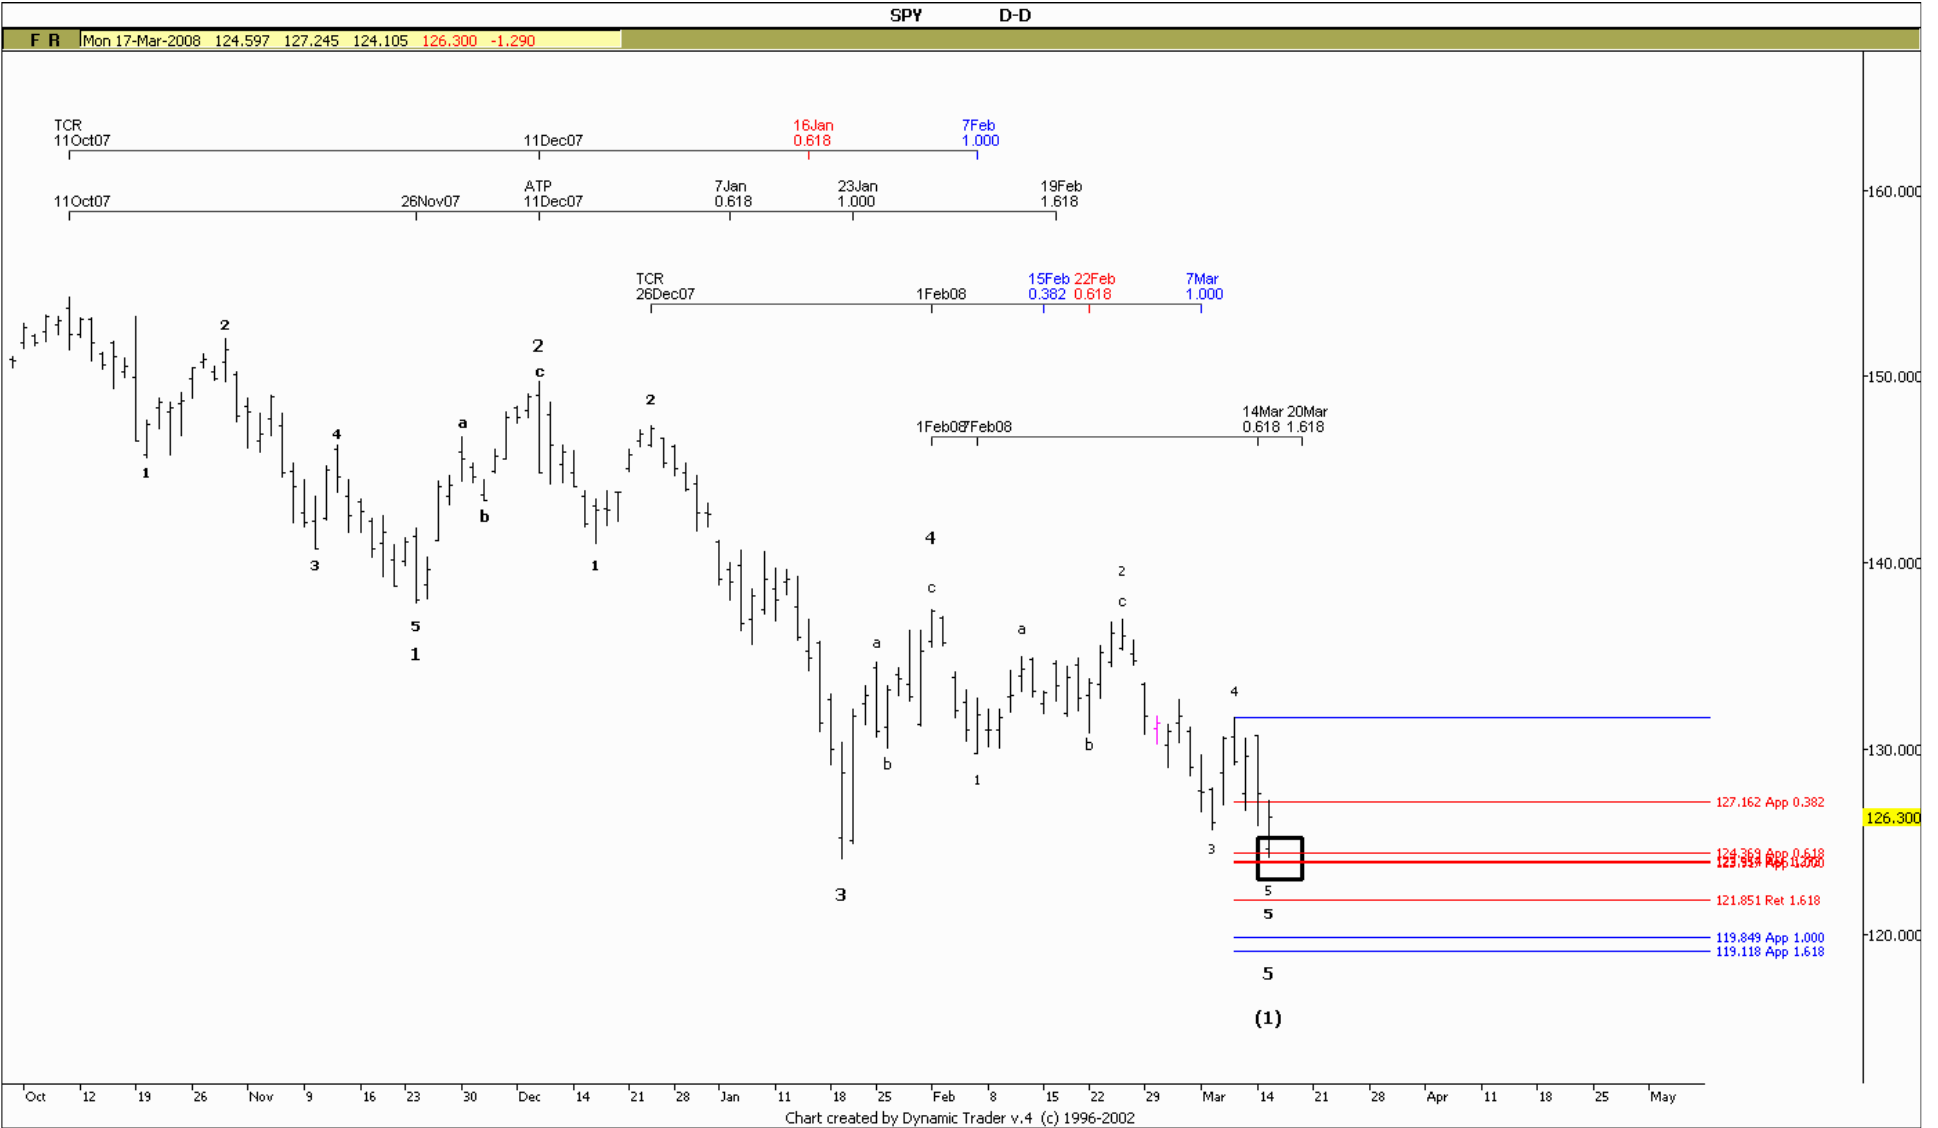 SPY D-D
F R Mon 17-Mar-2008 124.597 127.245 124.105 126.300 -1.290
TCR 16Jan 7Feb
11Oct07 11Dec07 0.618 1.000
ATP 7Jan 23Jan 19Feb
11Oct07 26Nov07 11Dec07 0.618 1.000 1.618
160.000
TCR 15Feb 22Feb 7Mar
26Dec07 1Feb08 0.382 0.618 1.000
2
2
c
150.000
2
14Mar 20Mar
1Feb08 7Feb08 0.618 1.618
a
4
1
b
4
3
1
140.000
2
c
c
5
a
a
1
4
b
b
130.000
1
127.162 App 0.382
126.300
3
124.369 App 0.618
3
5
121.851 Ret 1.618
5
119.849 App 1.000
120.000
119.118 App 1.618
5
(1)
Oct 12 19 26 Nov 9 16 23 30 Dec 14 21 28 Jan 11 18 25 Feb 8 15 22 29 Mar 14 21 28 Apr 11 18 25 May
Chart created by Dynamic Trader v.4 (c) 1996-2002